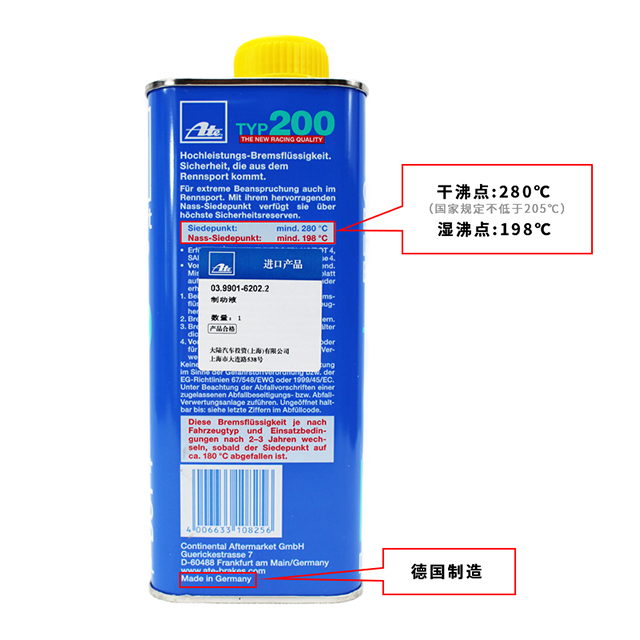 Ate
TYP 200
THE NEW RACING QUALITY
Hochleistungs-Bremsflüssigkeit.
Sicherheit, die aus dem
Rennsport kommt.
Für extreme Beanspruchung auch im
Rennsport. Mit ihrem hervorragenden
Nass-Siedepunkt verfügt sie über
höchste Sicherheitsreserven.
Siedepunkt: mind. 280 °C
Nass-Siedepunkt: mind. 198 °C
Ate 进口产品
03.9901-6202.2
制动液
数量: 1
产品合格
大陆汽车投资(上海)有限公司
上海市大连路538号
im Sinne der Gefahrstoffverordnung bzw. der
EG-Richtlinien 67/548/EWG oder 1999/45/EC.
Unter Beachtung der Abfallvorschriften einer
zugelassenen Abfallbeseitigungs- bzw. Abfall-
Verwertungsanlage zuführen. Ungeöffnet halt-
bar bis: siehe letzte Ziffern im Abfüllcode.
Diese Bremsflüssigkeit je nach
Fahrzeugtyp und Einsatzbedin-
gungen nach 2-3 Jahren wech-
seln, sobald der Siedepunkt auf
ca. 180 °C abgefallen ist.
4 006633 108256
Continental Aftermarket GmbH
Guerickestrasse 7
D-60488 Frankfurt am Main/Germany
www.ate-brakes.com
Made in Germany
干沸点:280℃
(国家规定不低于205℃)
湿沸点:198℃
德国制造